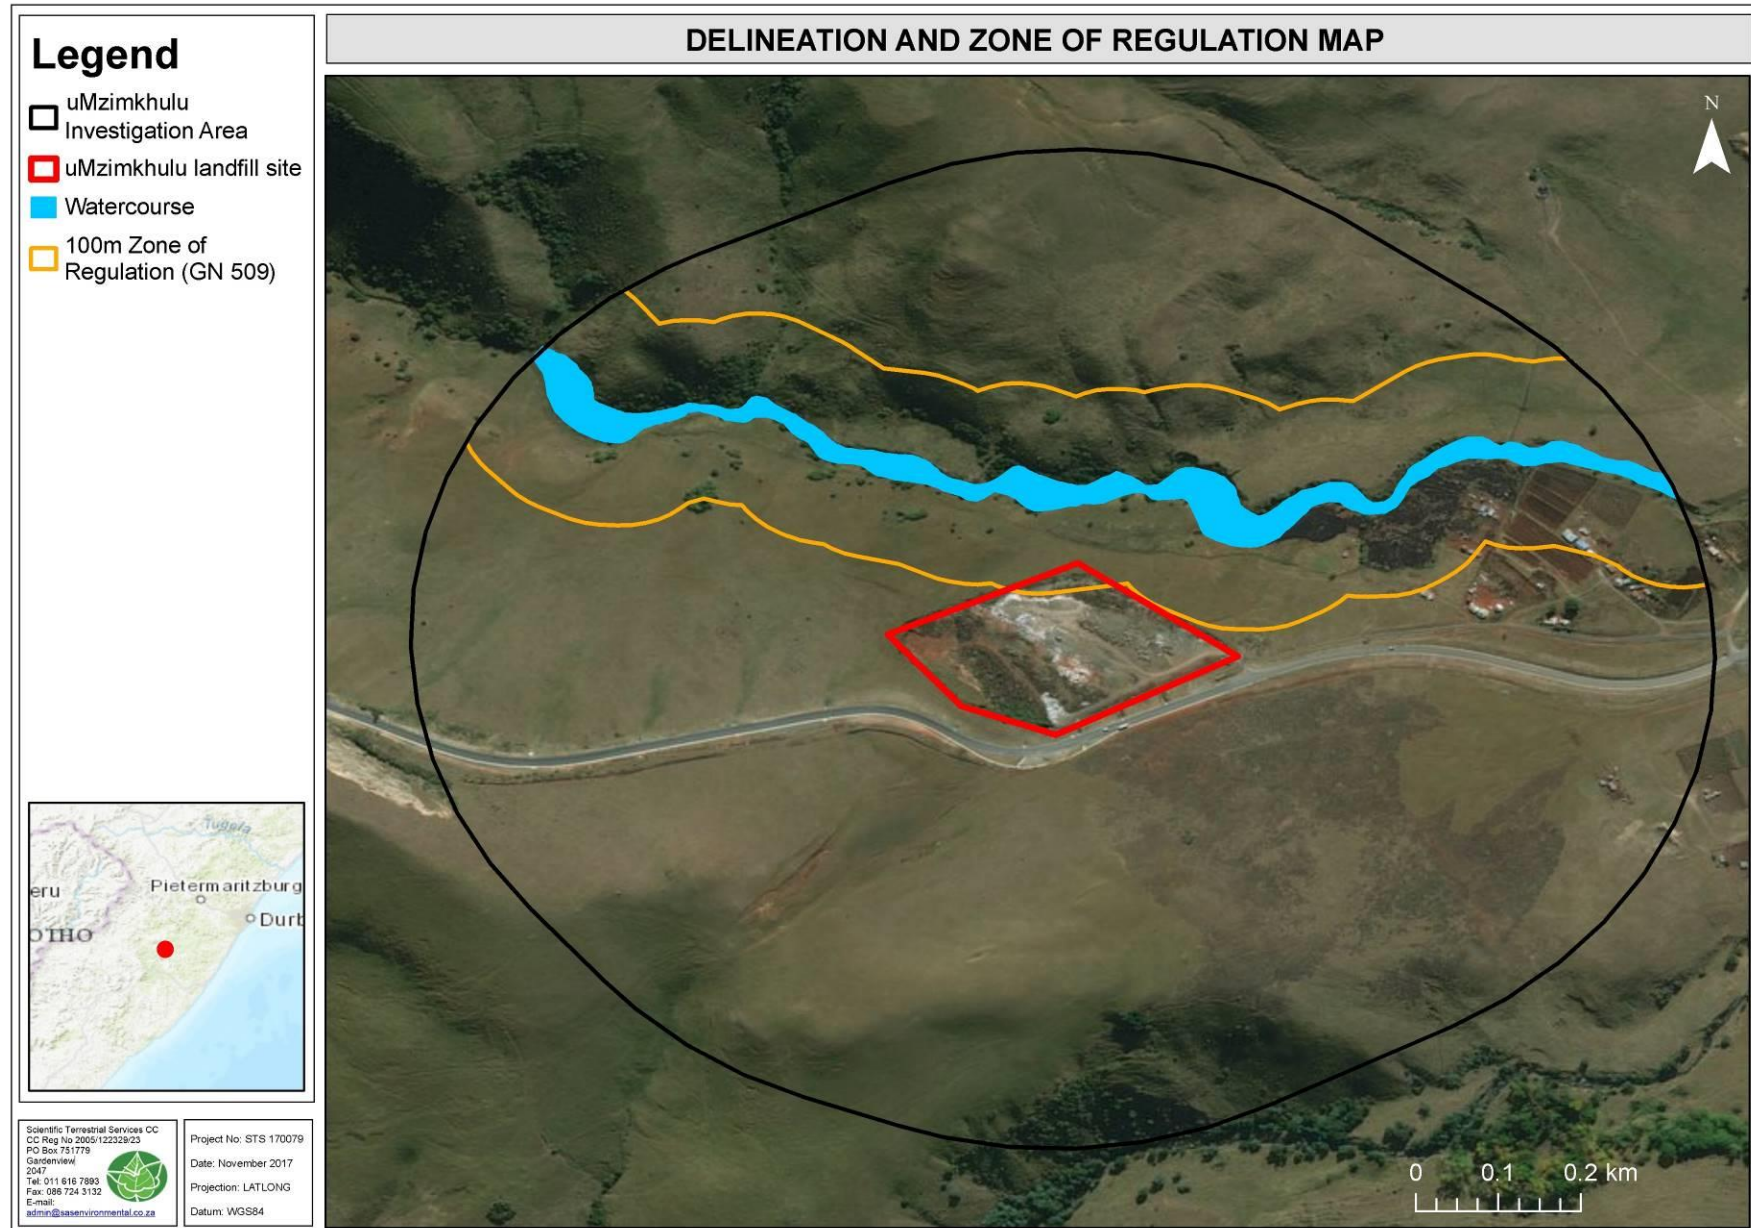 Legend
uMzimkhulu
Investigation Area
uMzimkhulu landfill site
Watercourse
100m Zone of
Regulation (GN 509)
DELINEATION AND ZONE OF REGULATION MAP
N
Tugela
eru
Pietermaritzburg
Durb
OTHO
0 0.1 0.2 km
Scientific Terrestrial Services CC
CC Reg No 2005/122329/23
PO Box 751779
Gardenview
2047
Tel: 011 616 7893
Fax: 086 724 3132
E-mail:
admin@sasenvironmental.co.za
Project No: STS 170079
Date: November 2017
Projection: LATLONG
Datum: WGS84